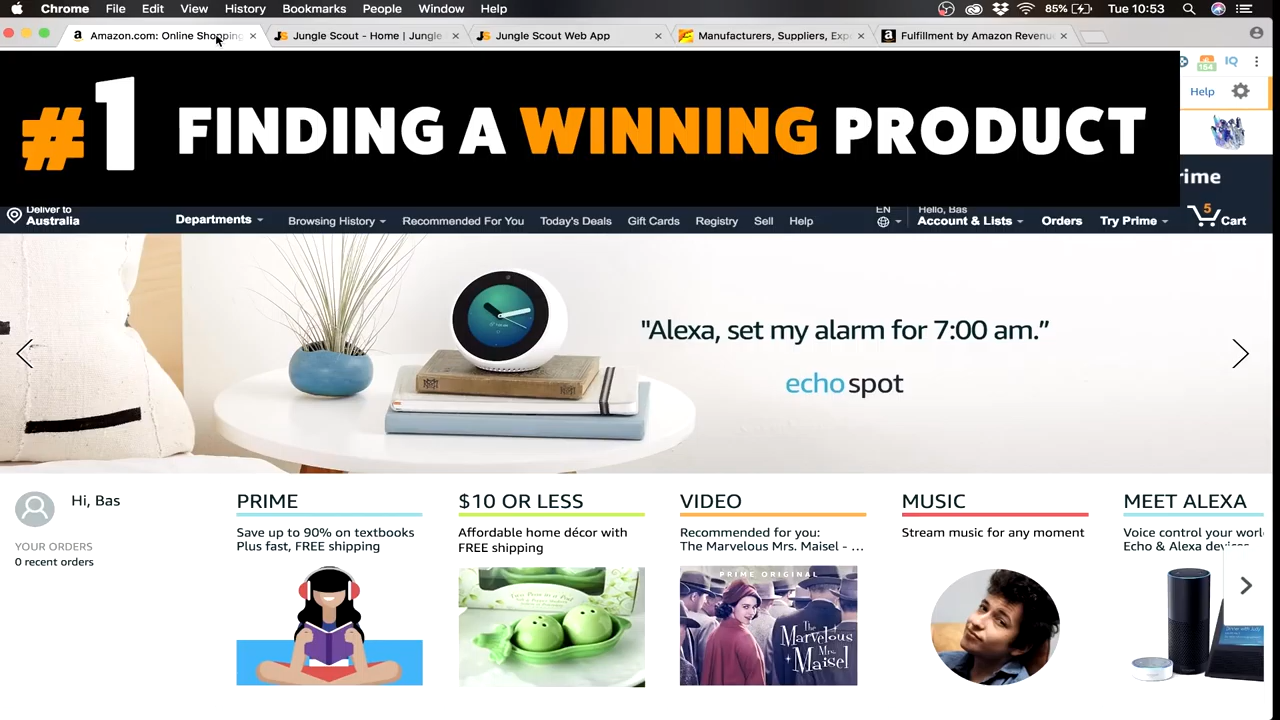 Chrome File Edit View History Bookmarks People Window Help 85% Tue 10:53
Amazon.com: Online Shopping Jungle Scout - Home | Jungle Jungle Scout Web App Manufacturers, Suppliers, Exp Fulfillment by Amazon Revenu
IQ
184
Help
#1 FINDING A WINNING PRODUCT
rime
Deliver to
Australia
Departments Browsing History Recommended For You Today's Deals Gift Cards Registry Sell Help
EN
Hello, Bas
Account & Lists Orders Try Prime 5 Cart
"Alexa, set my alarm for 7:00 am."
echo spot
Hi, Bas
YOUR ORDERS
0 recent orders
PRIME
Save up to 90% on textbooks
Plus fast, FREE shipping
$10 OR LESS
Affordable home décor with
FREE shipping
VIDEO
Recommended for you:
The Marvelous Mrs. Maisel - ...
PRIME ORIGINAL
The
Marvelous
Mrs.
Maisel
MUSIC
Stream music for any moment
MEET ALEXA
Voice control your worl
Echo & Alexa devices